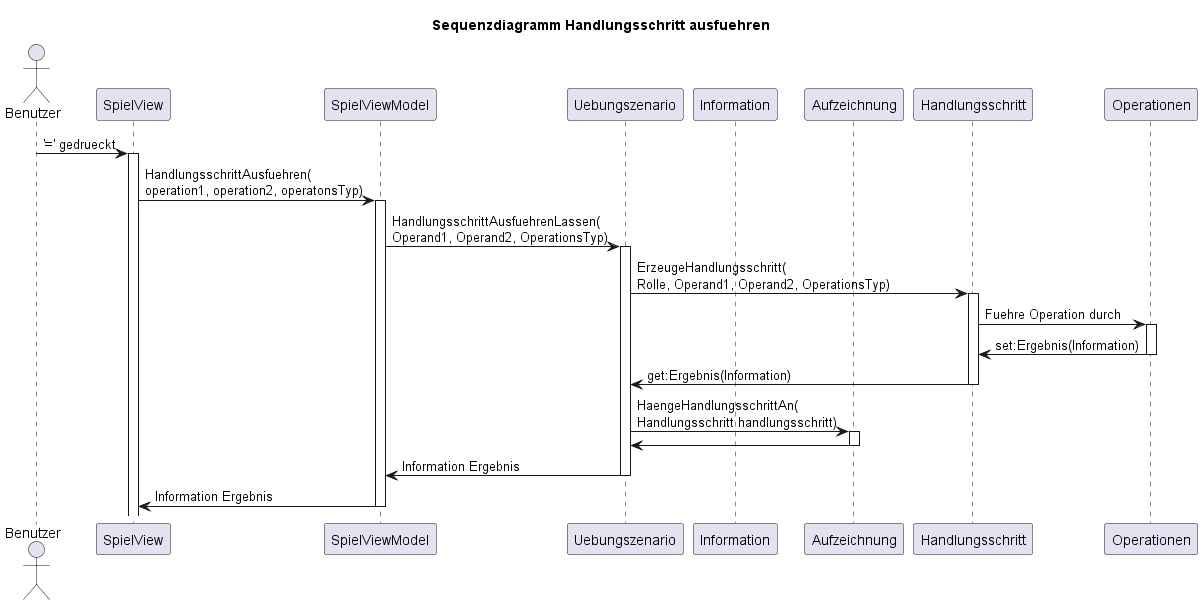 Sequenzdiagramm Handlungsschritt ausfuehren
Benutzer
SpielView
SpielViewModel
Uebungszenario
Information
Aufzeichnung
Handlungsschritt
Operationen
'=' gedrueckt
HandlungsschrittAusfuehren(
operation1, operation2, operatonsTyp)
HandlungsschrittAusfuehrenLassen(
Operand1, Operand2, OperationsTyp)
ErzeugeHandlungsschritt(
Rolle, Operand1, Operand2, OperationsTyp)
Fuehre Operation durch
set:Ergebnis(Information)
get:Ergebnis(Information)
HaengeHandlungsschrittAn(
Handlungsschritt handlungsschritt)
Information Ergebnis
Information Ergebnis
Benutzer
SpielView
SpielViewModel
Uebungszenario
Information
Aufzeichnung
Handlungsschritt
Operationen